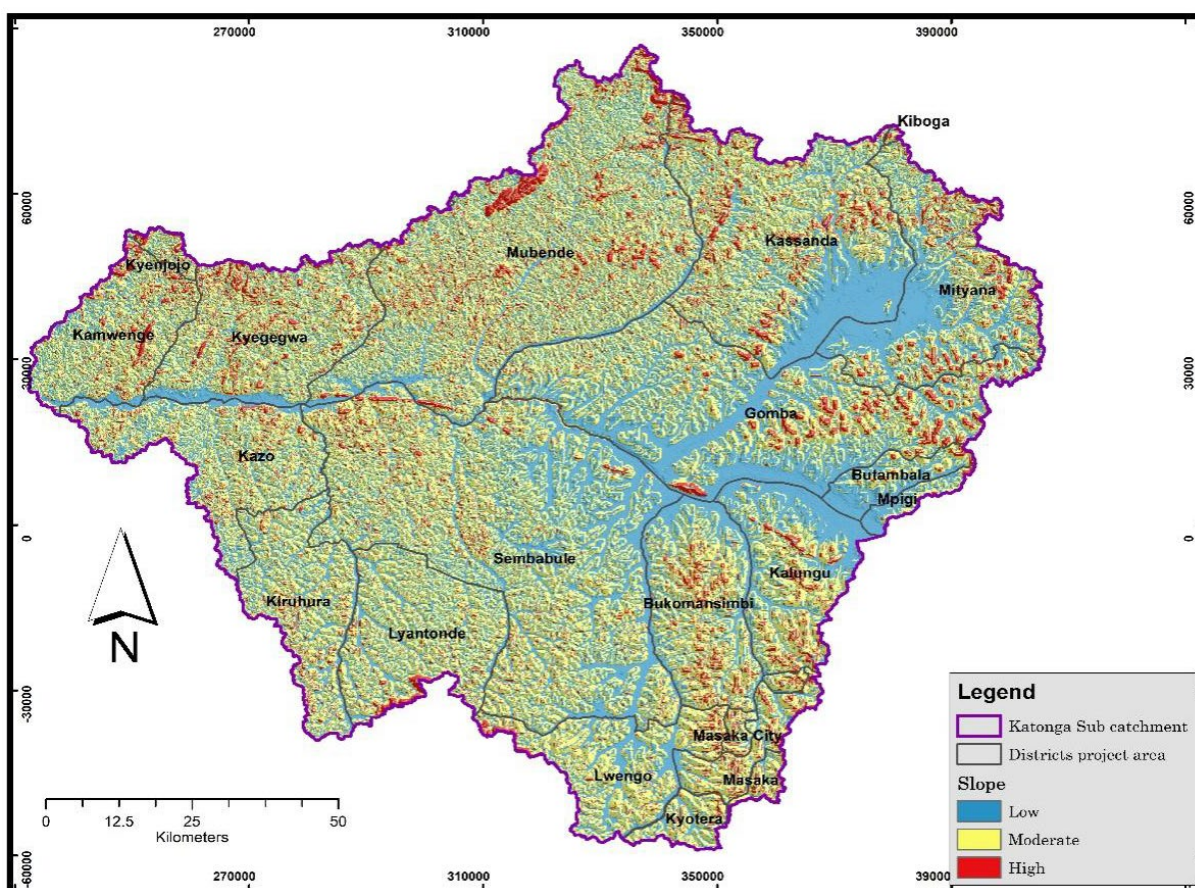 270000 310000 350000 390000
Kiboga
60000 60000
Kassanda
Mubende
Kyenjojo
Mityana
Kamwenge
Kyegegwa
30000
Gomba
Kazo
Butambala
Mpigi
0 0
Sembabule
Kalungu
Kiruhura
Bukomansimbi
Lyantonde
N
Legend
Katonga Sub catchment
Districts project area
Slope
Low
Moderate
High
-30000
Masaka City
Lwengo
Masaka
Kyotera
0 12.5 25 50
Kilometers
-60000
270000 310000 350000